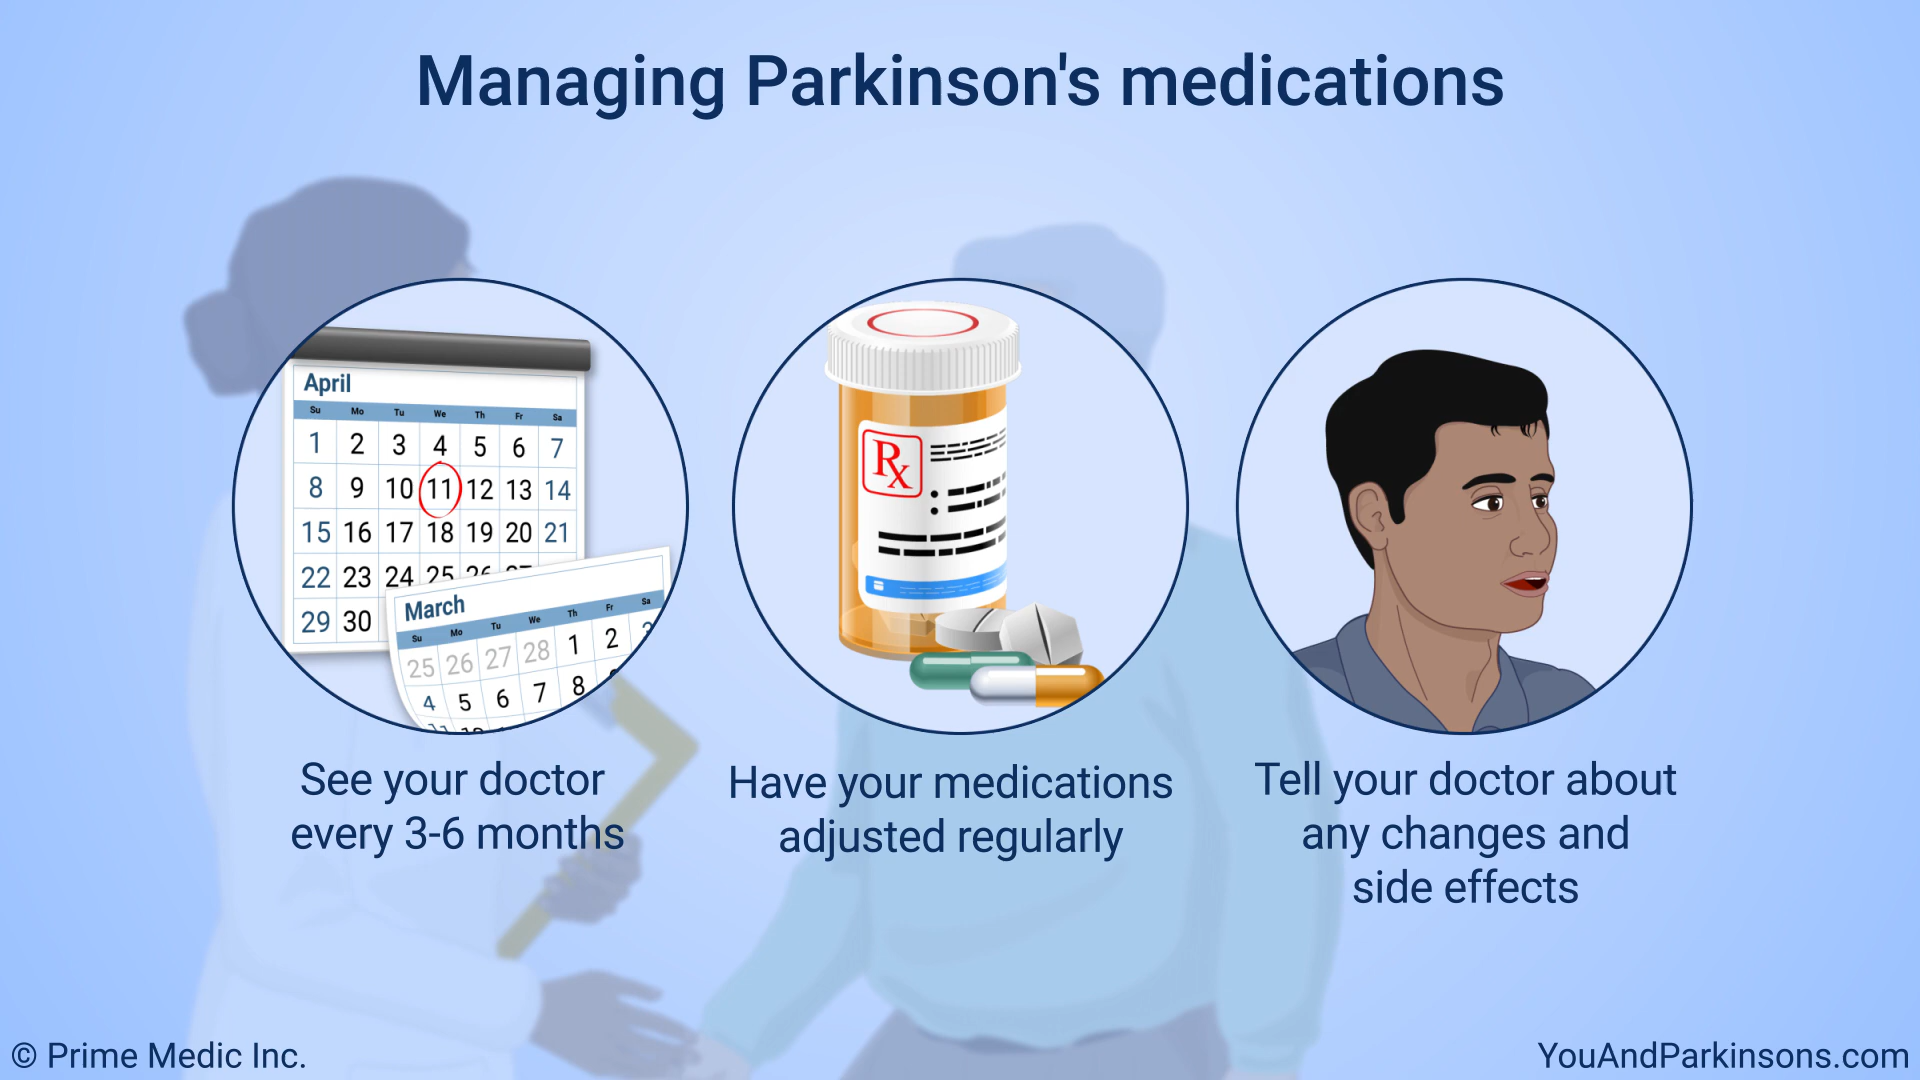 Managing Parkinson's medications
April
Su Mo Tu We Th Fr Sa
1 2 3 4 5 6 7
8 9 10 11 12 13 14
15 16 17 18 19 20 21
22 23 24 25 26
29 30
March
Su Mo Tu We Th Fr Sa
25 26 27 28 1 2
4 5 6 7 8
Rx
See your doctor
every 3-6 months
Have your medications
adjusted regularly
Tell your doctor about
any changes and
side effects
© Prime Medic Inc.
YouAndParkinsons.com